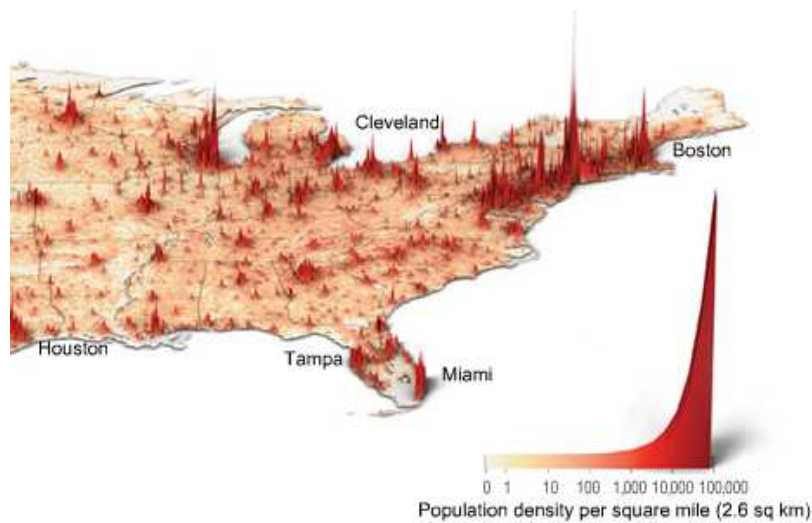 Cleveland
Boston
Houston
Tampa
Miami
0 1 10 100 1,000 10,000 100,000
Population density per square mile (2.6 sq km)